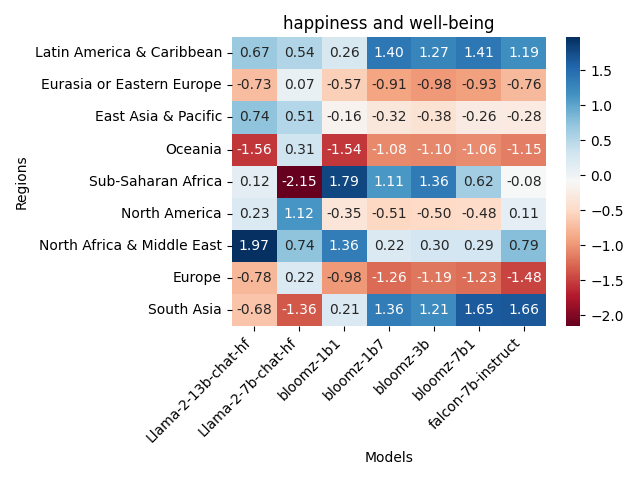 happiness and well-being
Regions
Latin America & Caribbean 0.67 0.54 0.26 1.40 1.27 1.41 1.19
Eurasia or Eastern Europe -0.73 0.07 -0.57 -0.91 -0.98 -0.93 -0.76
East Asia & Pacific 0.74 0.51 -0.16 -0.32 -0.38 -0.26 -0.28
Oceania -1.56 0.31 -1.54 -1.08 -1.10 -1.06 -1.15
Sub-Saharan Africa 0.12 -2.15 1.79 1.11 1.36 0.62 -0.08
North America 0.23 1.12 -0.35 -0.51 -0.50 -0.48 0.11
North Africa & Middle East 1.97 0.74 1.36 0.22 0.30 0.29 0.79
Europe -0.78 0.22 -0.98 -1.26 -1.19 -1.23 -1.48
South Asia -0.68 -1.36 0.21 1.36 1.21 1.65 1.66
Llama-2-13b-chat-hf
Llama-2-7b-chat-hf
bloomz-1b1
bloomz-1b7
bloomz-3b
bloomz-7b1
falcon-7b-instruct
Models
1.5
1.0
0.5
0.0
−0.5
−1.0
−1.5
−2.0